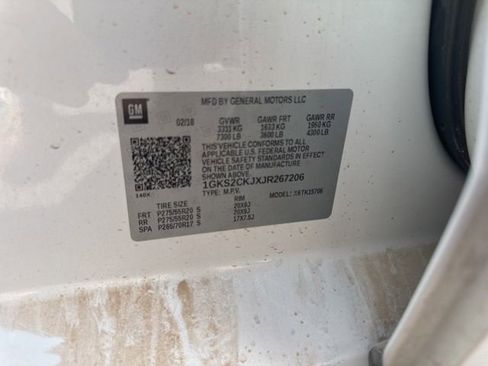 GM
MFD BY GENERAL MOTORS LLC
02/18 GVWR GAWR FRT GAWR RR
3311 KG 1633 KG 1950 KG
7300 LB 3600 LB 4300 LB
THIS VEHICLE CONFORMS TO ALL APPLICABLE
U.S. FEDERAL MOTOR VEHICLE SAFETY
STANDARDS IN EFFECT ON THE
DATE OF MANUFACTURE SHOWN ABOVE.
1GKS2CKJXJR267206
TYPE: M.P.V. MODEL:
TIRE SIZE RIM
FRT P275/55R20 S 20X9J
RR P275/55R20 S 20X9J
SPA P265/70R17 S 17X7.5J